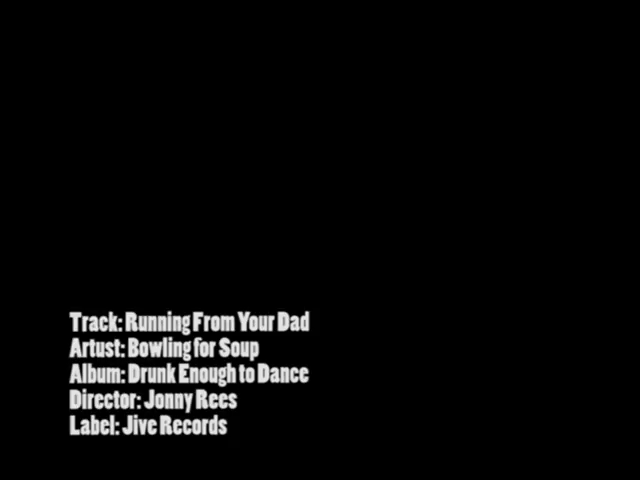 Track: Running From Your Dad
Artust: Bowling for Soup
Album: Drunk Enough to Dance
Director: Jonny Rees
Label: Jive Records